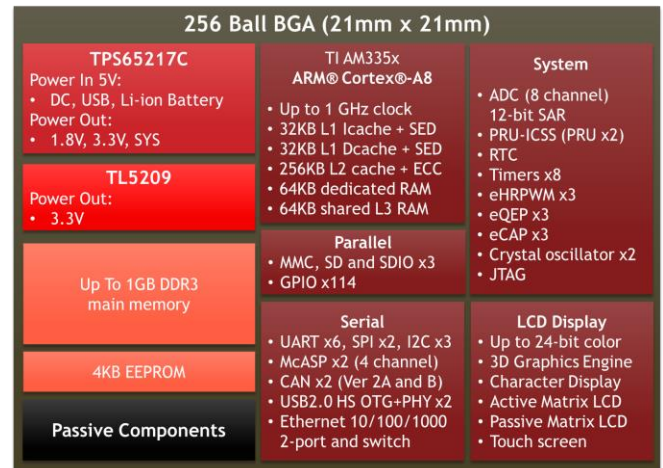 256 Ball BGA (21mm x 21mm)
TPS65217C
Power In 5V:
• DC, USB, Li-ion Battery
Power Out:
• 1.8V, 3.3V, SYS
TL5209
Power Out:
• 3.3V
Up To 1GB DDR3
main memory
4KB EEPROM
Passive Components
TI AM335x
ARM® Cortex®-A8
• Up to 1 GHz clock
• 32KB L1 Icache + SED
• 32KB L1 Dcache + SED
• 256KB L2 cache + ECC
• 64KB dedicated RAM
• 64KB shared L3 RAM
Parallel
• MMC, SD and SDIO x3
• GPIO x114
Serial
• UART x6, SPI x2, I2C x3
• McASP x2 (4 channel)
• CAN x2 (Ver 2A and B)
• USB2.0 HS OTG+PHY x2
• Ethernet 10/100/1000
2-port and switch
System
• ADC (8 channel)
12-bit SAR
• PRU-ICSS (PRU x2)
• RTC
• Timers x8
• eHRPWM x3
• eQEP x3
• eCAP x3
• Crystal oscillator x2
• JTAG
LCD Display
• Up to 24-bit color
• 3D Graphics Engine
• Character Display
• Active Matrix LCD
• Passive Matrix LCD
• Touch screen